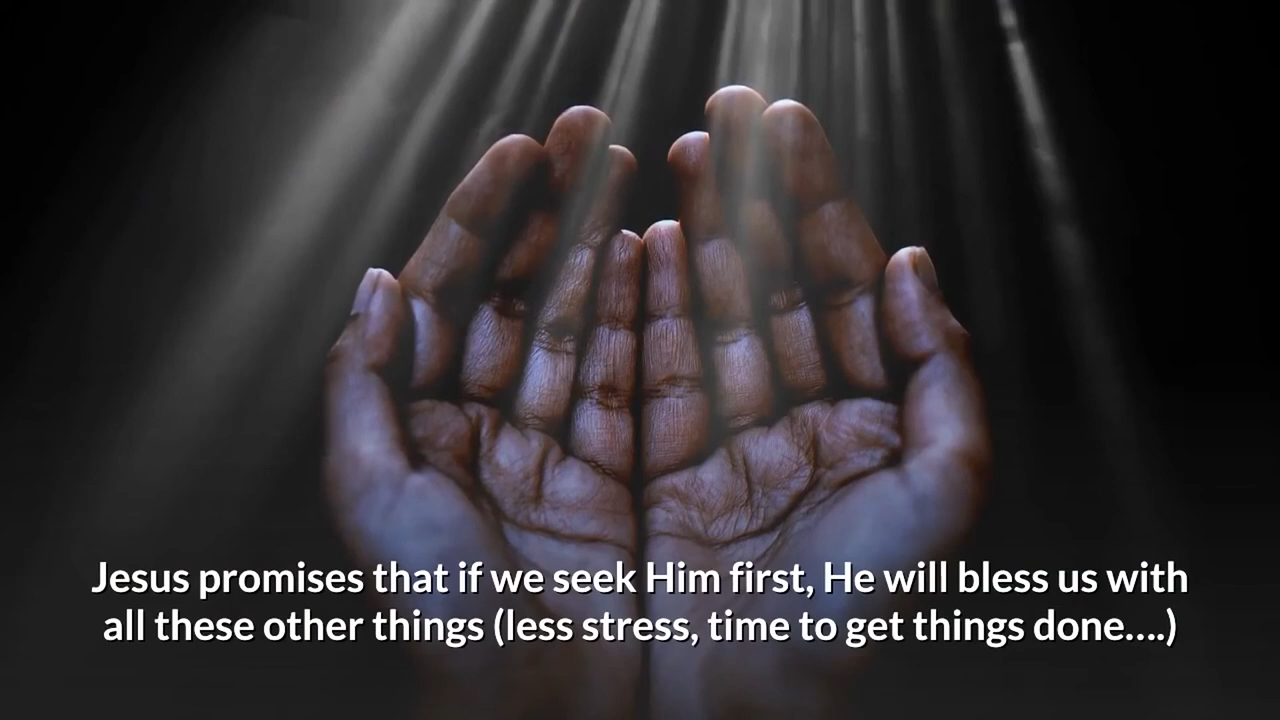 Jesus promises that if we seek Him first, He will bless us with
all these other things (less stress, time to get things done....)